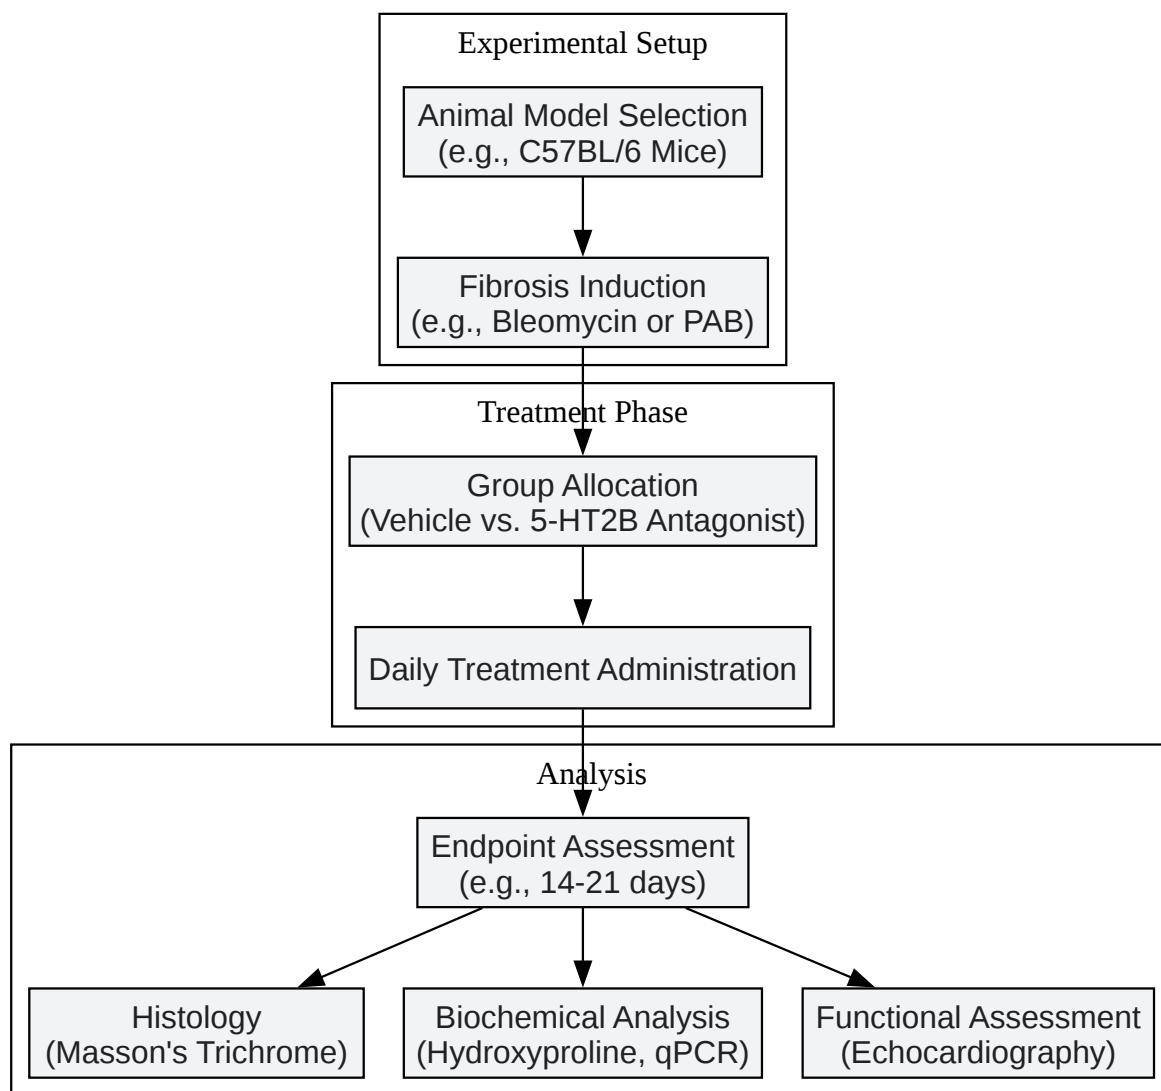 Experimental Setup
Animal Model Selection
(e.g., C57BL/6 Mice)
Fibrosis Induction
(e.g., Bleomycin or PAB)
Treatment Phase
Group Allocation
(Vehicle vs. 5-HT2B Antagonist)
Daily Treatment Administration
Analysis
Endpoint Assessment
(e.g., 14-21 days)
Histology
(Masson's Trichrome)
Biochemical Analysis
(Hydroxyproline, qPCR)
Functional Assessment
(Echocardiography)